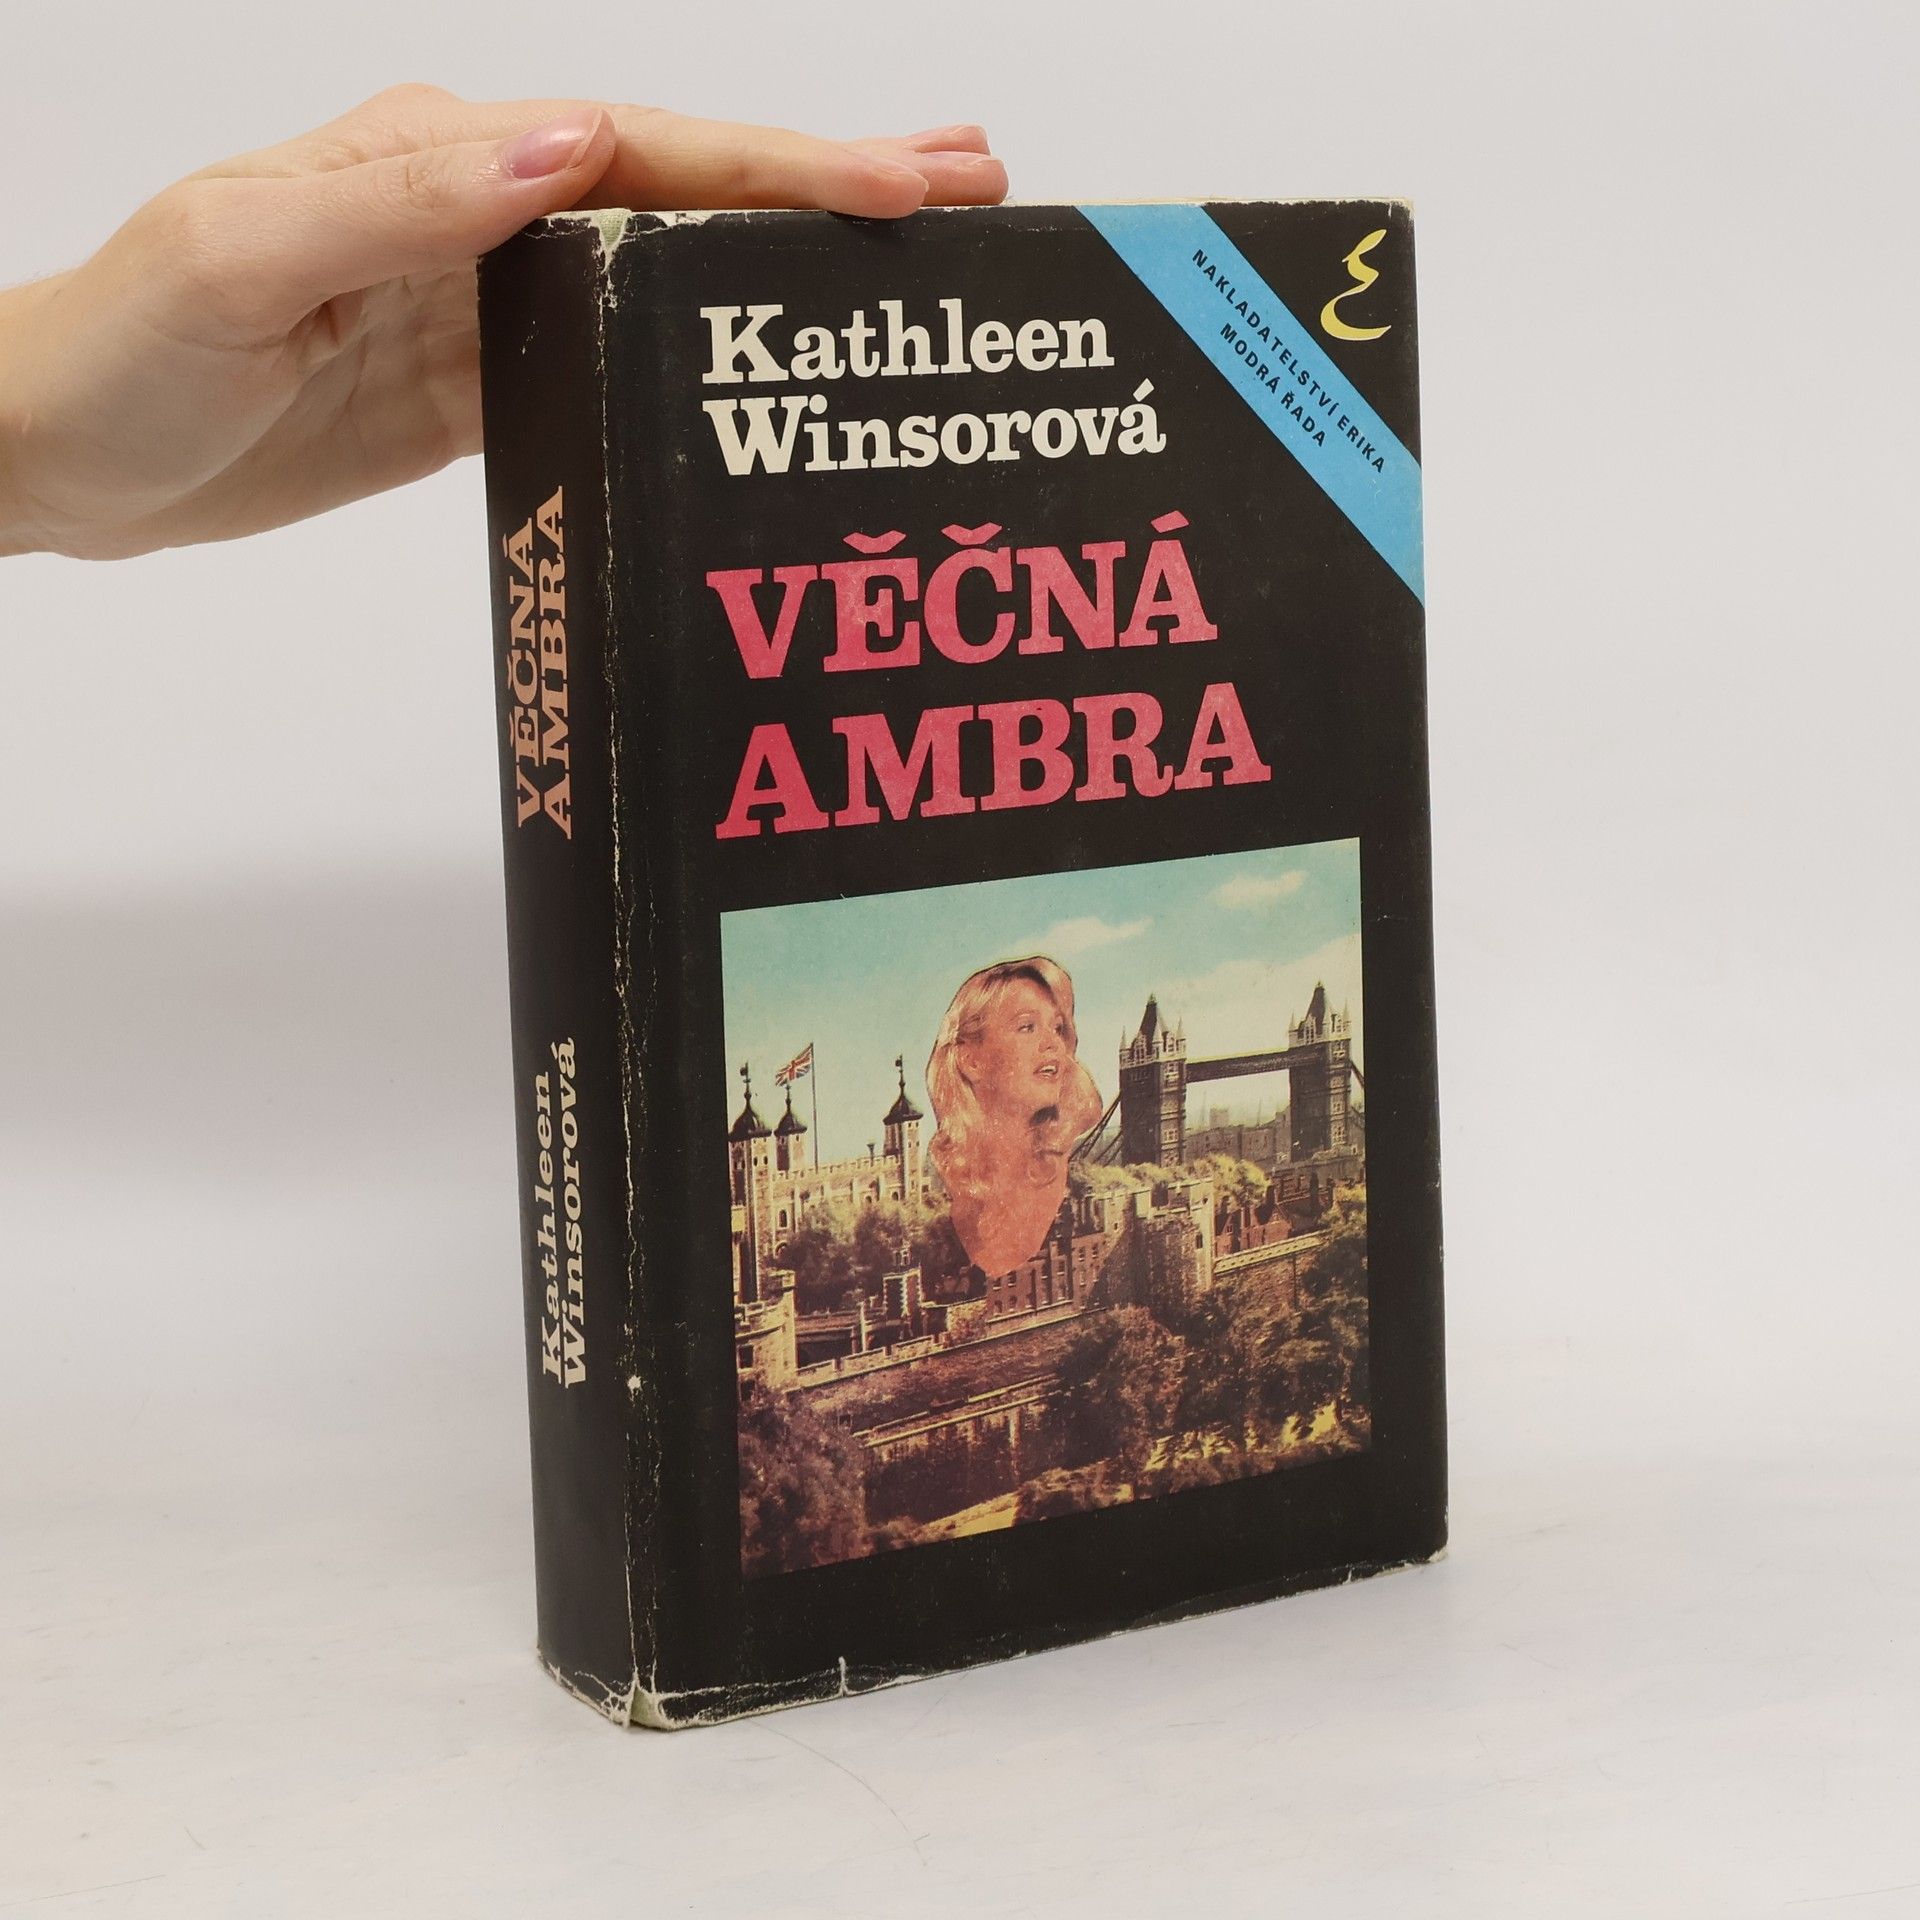 Kathleen
Winsorová
VĚČNÁ
AMBRA
NAKLADATELSTVÍ ERIKA
MODRÁ ŘADA
VĚČNÁ
AMBRA
Kathleen
Winsorová